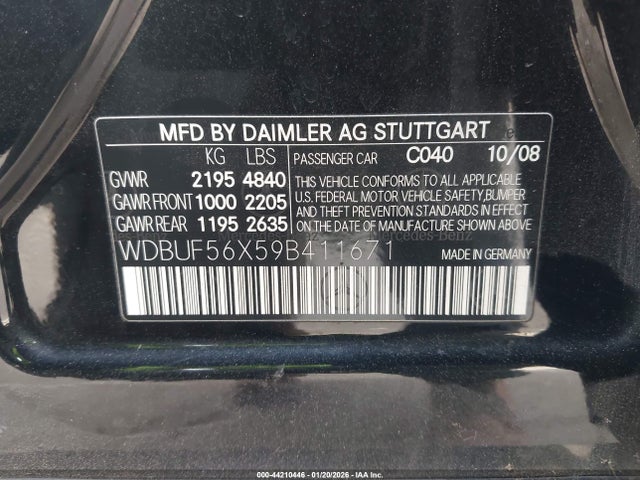 MFD BY DAIMLER AG STUTTGART
KG LBS PASSENGER CAR C040 10/08
GVWR 2195 4840
GAWR FRONT 1000 2205
GAWR REAR 1195 2635
THIS VEHICLE CONFORMS TO ALL APPLICABLE
U.S. FEDERAL MOTOR VEHICLE SAFETY, BUMPER
AND THEFT PREVENTION STANDARDS IN EFFECT
ON THE DATE OF MANUFACTURE SHOWN ABOVE.
Mercedes-Benz
WDBUF56X59B411671 MADE IN GERMANY
000-44210446 - 01/20/2026 - IAA Inc.